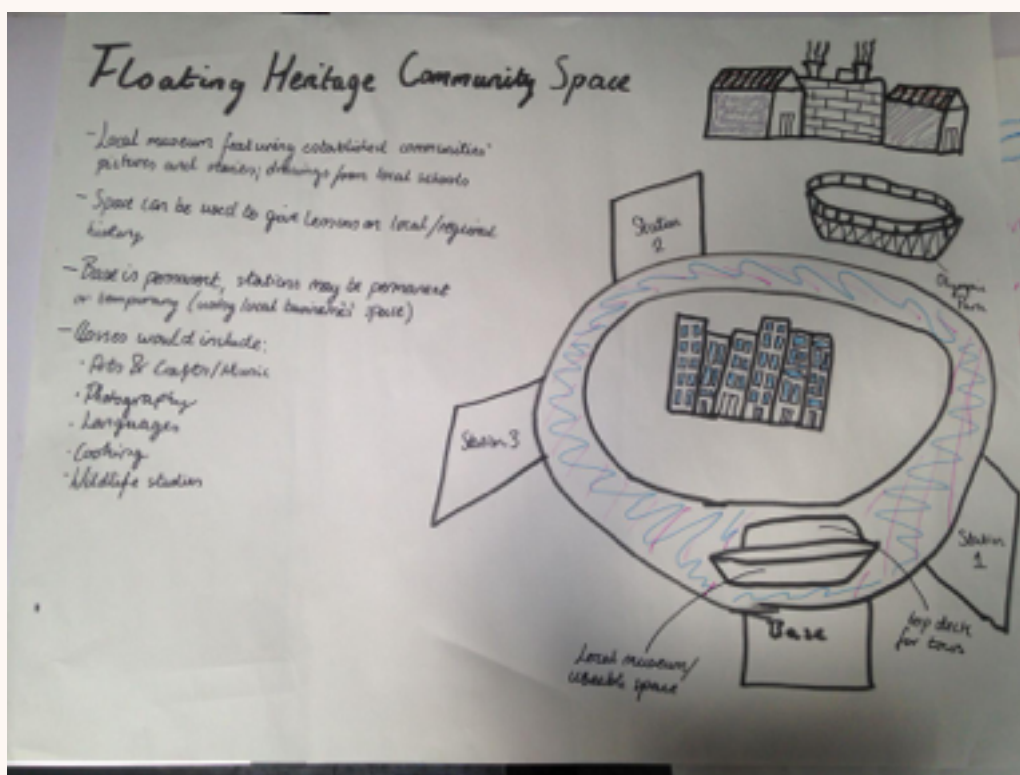 Floating Heritage Community Space
- Local museum featuring established communities'
pictures and stories; drawings from local schools
- Space can be used to give lessons on local/regional
history
- Base is permanent, stations may be permanent
or temporary (using local businesses' space)
- Classes would include:
· Arts & Crafts/Music
· Photography
· Languages
· Cooking
· Wildlife studies
Station
2
Olympic
Park
Station 3
Station
1
Base
top deck
for tours
Local museum/
useable space